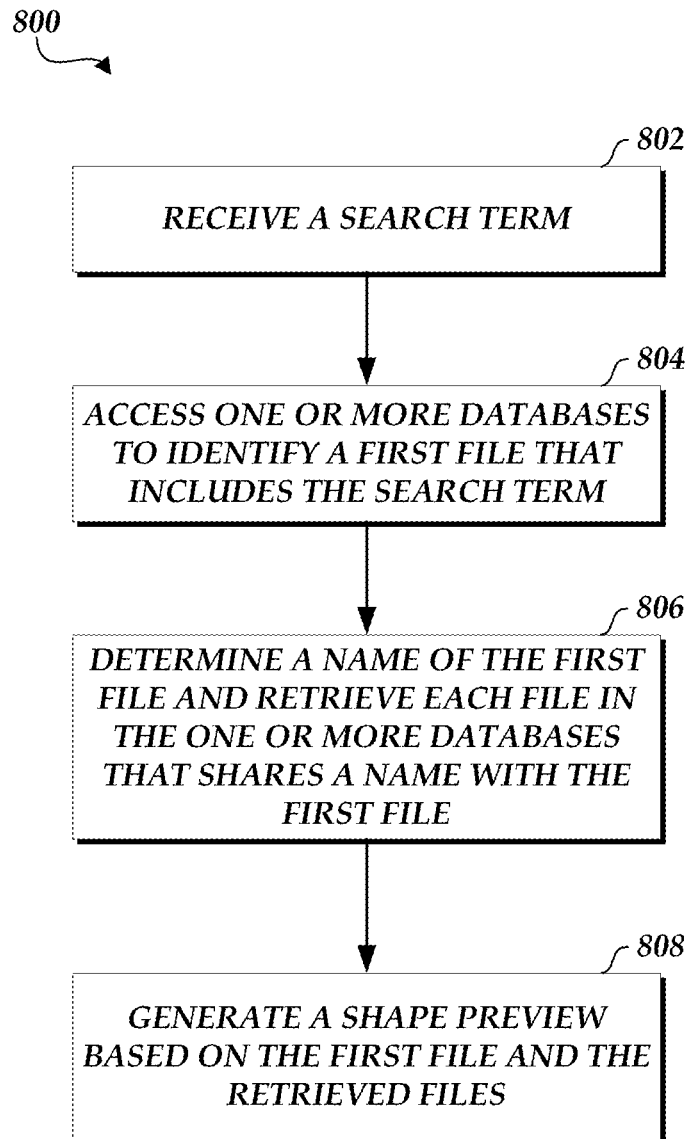 800
802
RECEIVE A SEARCH TERM
804
ACCESS ONE OR MORE DATABASES
TO IDENTIFY A FIRST FILE THAT
INCLUDES THE SEARCH TERM
806
DETERMINE A NAME OF THE FIRST
FILE AND RETRIEVE EACH FILE IN
THE ONE OR MORE DATABASES
THAT SHARES A NAME WITH THE
FIRST FILE
808
GENERATE A SHAPE PREVIEW
BASED ON THE FIRST FILE AND THE
RETRIEVED FILES